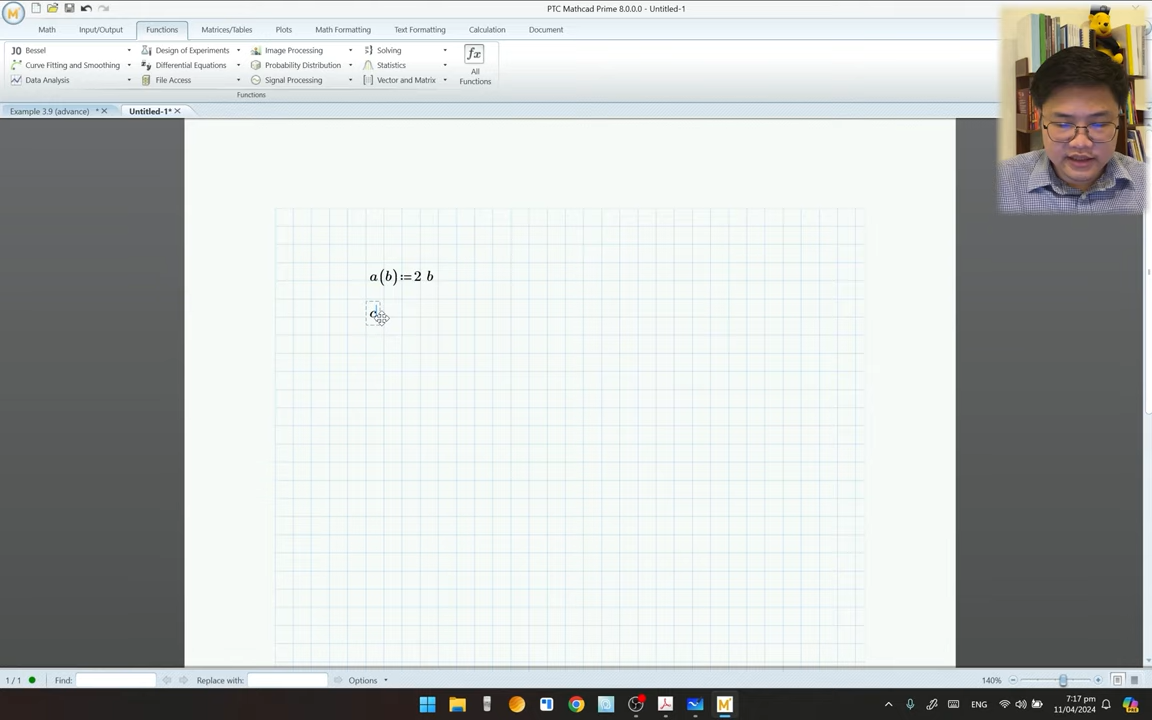 PTC Mathcad Prime 8.0.0.0 - Untitled-1
Math Input/Output Functions Matrices/Tables Plots Math Formatting Text Formatting Calculation Document
Bessel Design of Experiments Image Processing Solving
Curve Fitting and Smoothing Differential Equations Probability Distribution Statistics All
Data Analysis File Access Signal Processing Vector and Matrix Functions
Functions
Example 3.9 (advance) * × Untitled-1* ×
a(b):=2 b
c
1 / 1 Find: Replace with: Options 140%
ENG 7:17 pm
11/04/2024